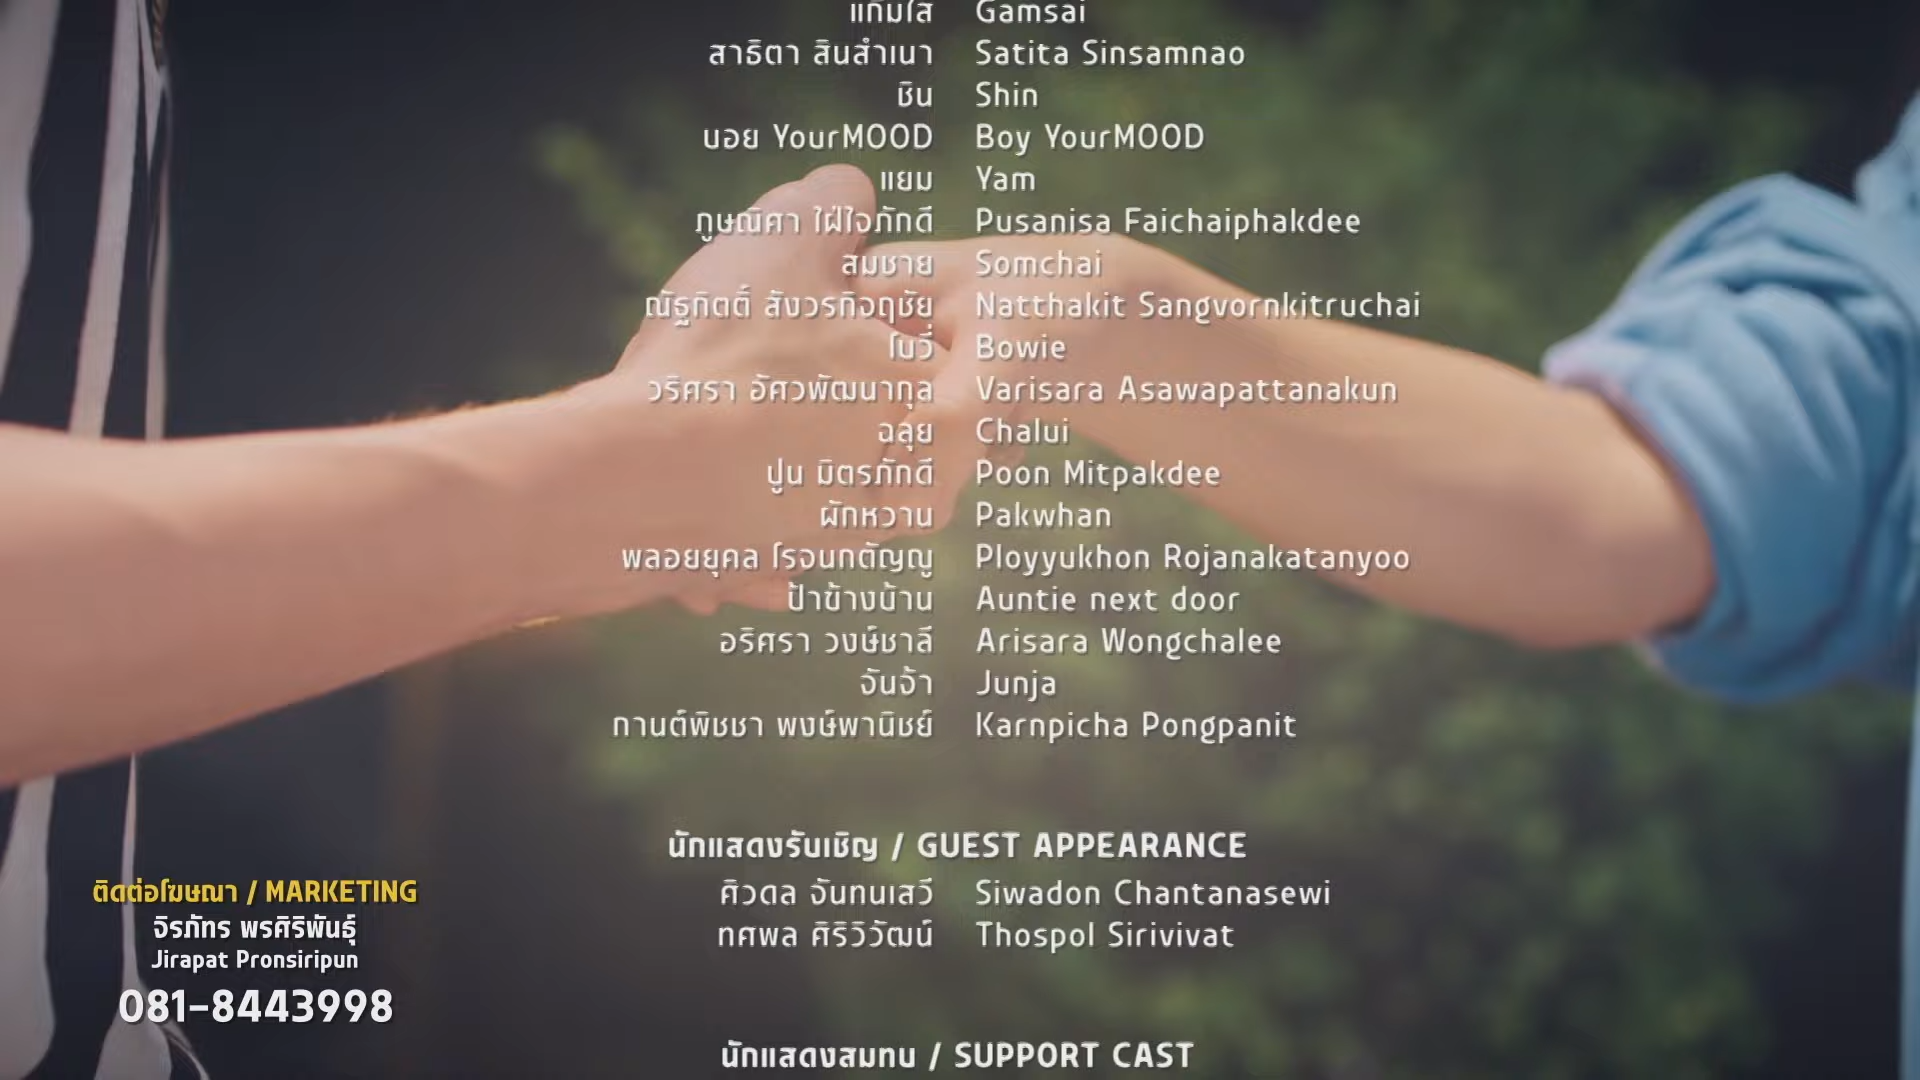 แก้มใส Gamsai
สาธิตา สินสำเนา Satita Sinsamnao
ชิน Shin
บอย YourMOOD Boy YourMOOD
แยม Yam
ภูษณิศา ใฝ่ใจภักดี Pusanisa Faichaiphakdee
สมชาย Somchai
ณัฐกิตติ์ สังวรกิจฤชัย Natthakit Sangvornkitruchai
โบวี่ Bowie
วริศรา อัศวพัฒนากุล Varisara Asawapattanakun
ฉลุย Chalui
ปูน มิตรภักดี Poon Mitpakdee
ผักหวาน Pakwhan
พลอยยุคล โรจนกตัญญู Ployyukhon Rojanakatanyoo
ป้าข้างบ้าน Auntie next door
อริศรา วงษ์ชาลี Arisara Wongchalee
จันจ้า Junja
กานต์พิชชา พงษ์พานิชย์ Karnpicha Pongpanit
นักแสดงรับเชิญ / GUEST APPEARANCE
ศิวดล จันทนเสวี Siwadon Chantanasewi
ทศพล ศิริวิวัฒน์ Thospol Sirivivat
นักแสดงสมทบ / SUPPORT CAST
ติดต่อโฆษณา / MARKETING
จิรภัทร พรศิริพันธุ์
Jirapat Pronsiripun
081-8443998